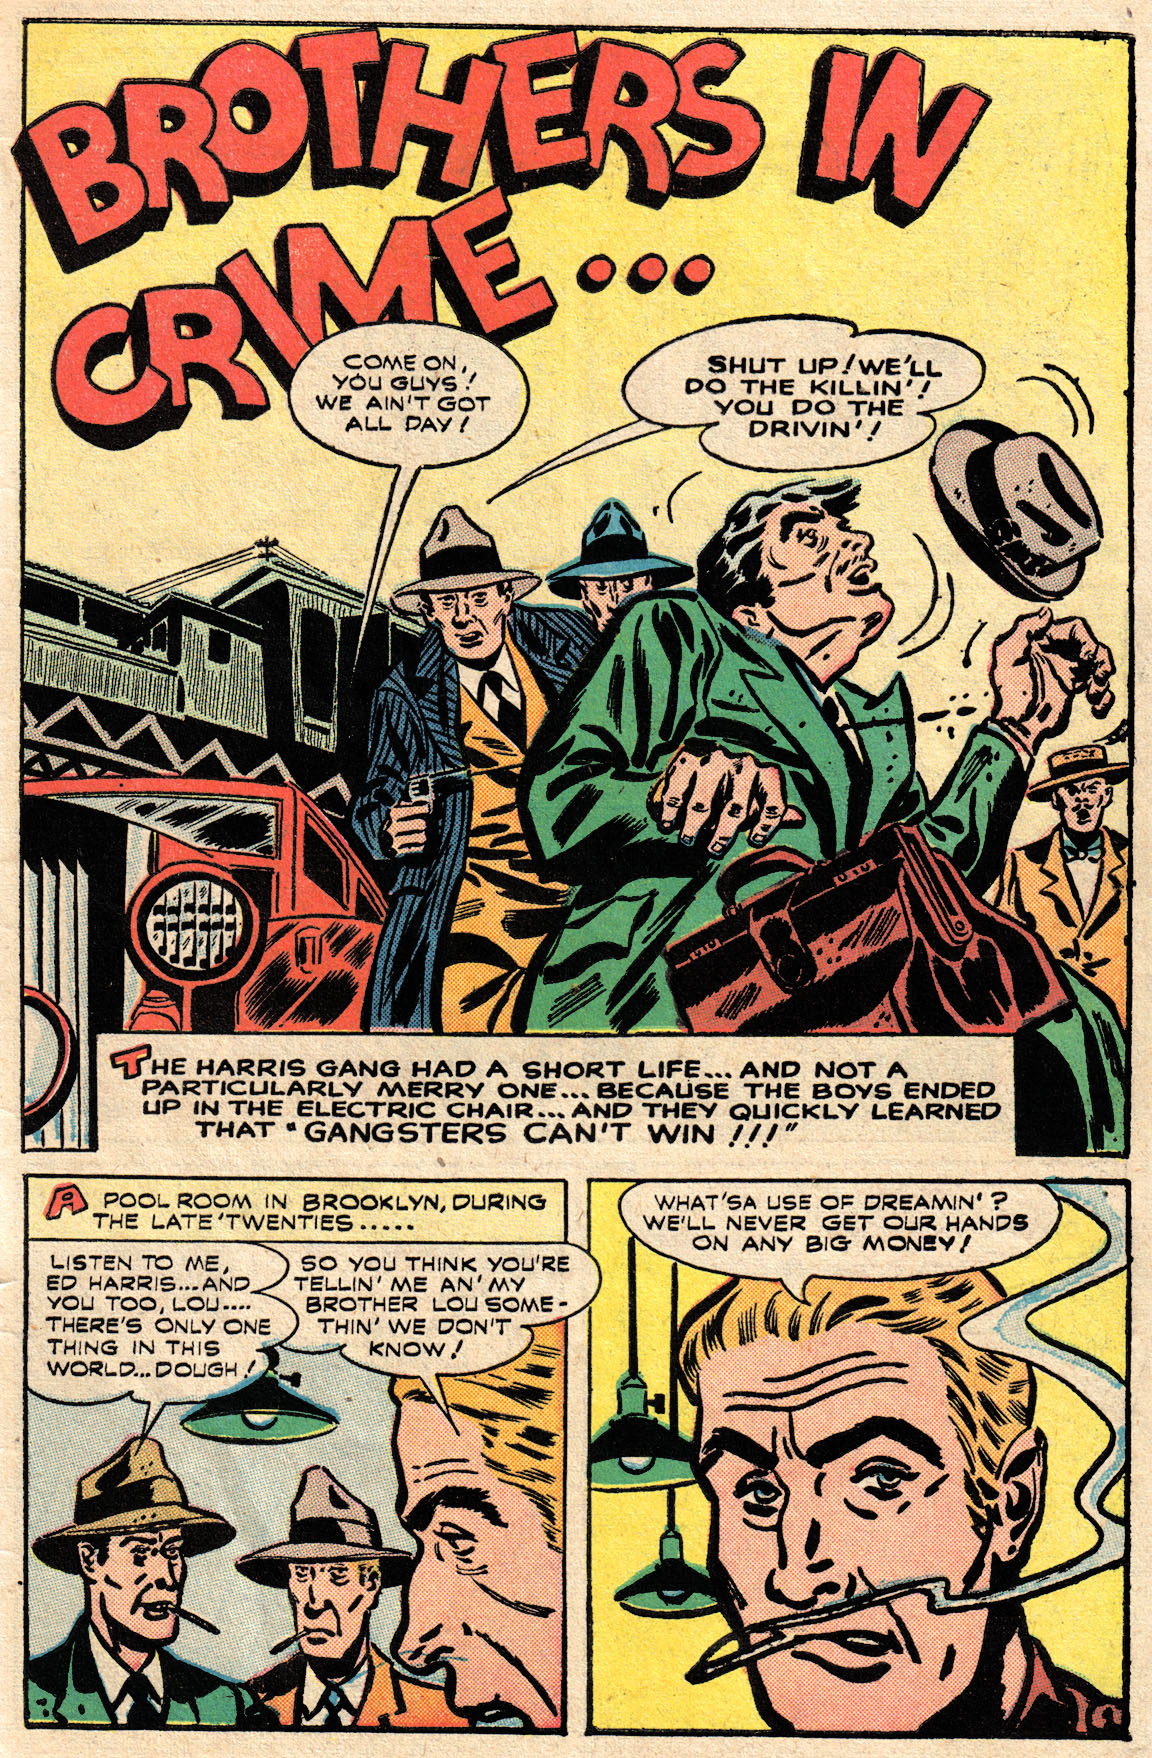 BROTHERS IN
CRIME...
COME ON,
YOU GUYS!
WE AIN'T GOT
ALL DAY!
SHUT UP! WE'LL
DO THE KILLIN'!
YOU DO THE
DRIVIN'!
THE HARRIS GANG HAD A SHORT LIFE... AND NOT A
PARTICULARLY MERRY ONE... BECAUSE THE BOYS ENDED
UP IN THE ELECTRIC CHAIR... AND THEY QUICKLY LEARNED
THAT "GANGSTERS CAN'T WIN!!!"
A POOL ROOM IN BROOKLYN, DURING
THE LATE 'TWENTIES.....
LISTEN TO ME,
ED HARRIS... AND
YOU TOO, LOU....
THERE'S ONLY ONE
THING IN THIS
WORLD... DOUGH!
SO YOU THINK YOU'RE
TELLIN' ME AN' MY
BROTHER LOU SOME-
THIN' WE DON'T
KNOW!
WHAT'SA USE OF DREAMIN'?
WE'LL NEVER GET OUR HANDS
ON ANY BIG MONEY!